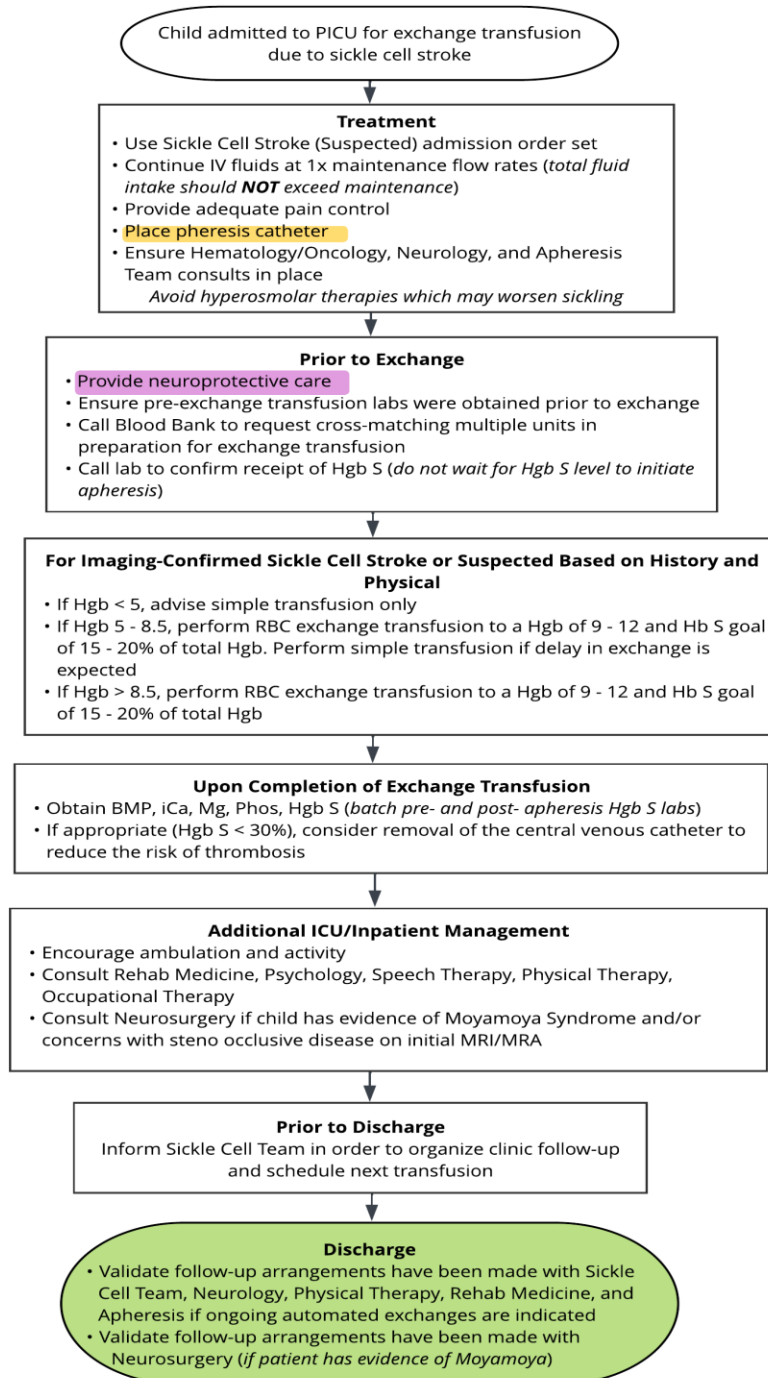 Child admitted to PICU for exchange transfusion
due to sickle cell stroke
Treatment
• Use Sickle Cell Stroke (Suspected) admission order set
• Continue IV fluids at 1x maintenance flow rates (total fluid
intake should NOT exceed maintenance)
• Provide adequate pain control
• Place pheresis catheter
• Ensure Hematology/Oncology, Neurology, and Apheresis
Team consults in place
Avoid hyperosmolar therapies which may worsen sickling
Prior to Exchange
• Provide neuroprotective care
• Ensure pre-exchange transfusion labs were obtained prior to exchange
• Call Blood Bank to request cross-matching multiple units in
preparation for exchange transfusion
• Call lab to confirm receipt of Hgb S (do not wait for Hgb S level to initiate
apheresis)
For Imaging-Confirmed Sickle Cell Stroke or Suspected Based on History and
Physical
• If Hgb < 5, advise simple transfusion only
• If Hgb 5 - 8.5, perform RBC exchange transfusion to a Hgb of 9 - 12 and Hb S goal
of 15 - 20% of total Hgb. Perform simple transfusion if delay in exchange is
expected
• If Hgb > 8.5, perform RBC exchange transfusion to a Hgb of 9 - 12 and Hb S goal
of 15 - 20% of total Hgb
Upon Completion of Exchange Transfusion
• Obtain BMP, iCa, Mg, Phos, Hgb S (batch pre- and post- apheresis Hgb S labs)
• If appropriate (Hgb S < 30%), consider removal of the central venous catheter to
reduce the risk of thrombosis
Additional ICU/Inpatient Management
• Encourage ambulation and activity
• Consult Rehab Medicine, Psychology, Speech Therapy, Physical Therapy,
Occupational Therapy
• Consult Neurosurgery if child has evidence of Moyamoya Syndrome and/or
concerns with steno occlusive disease on initial MRI/MRA
Prior to Discharge
Inform Sickle Cell Team in order to organize clinic follow-up
and schedule next transfusion
Discharge
• Validate follow-up arrangements have been made with Sickle
Cell Team, Neurology, Physical Therapy, Rehab Medicine, and
Apheresis if ongoing automated exchanges are indicated
• Validate follow-up arrangements have been made with
Neurosurgery (if patient has evidence of Moyamoya)